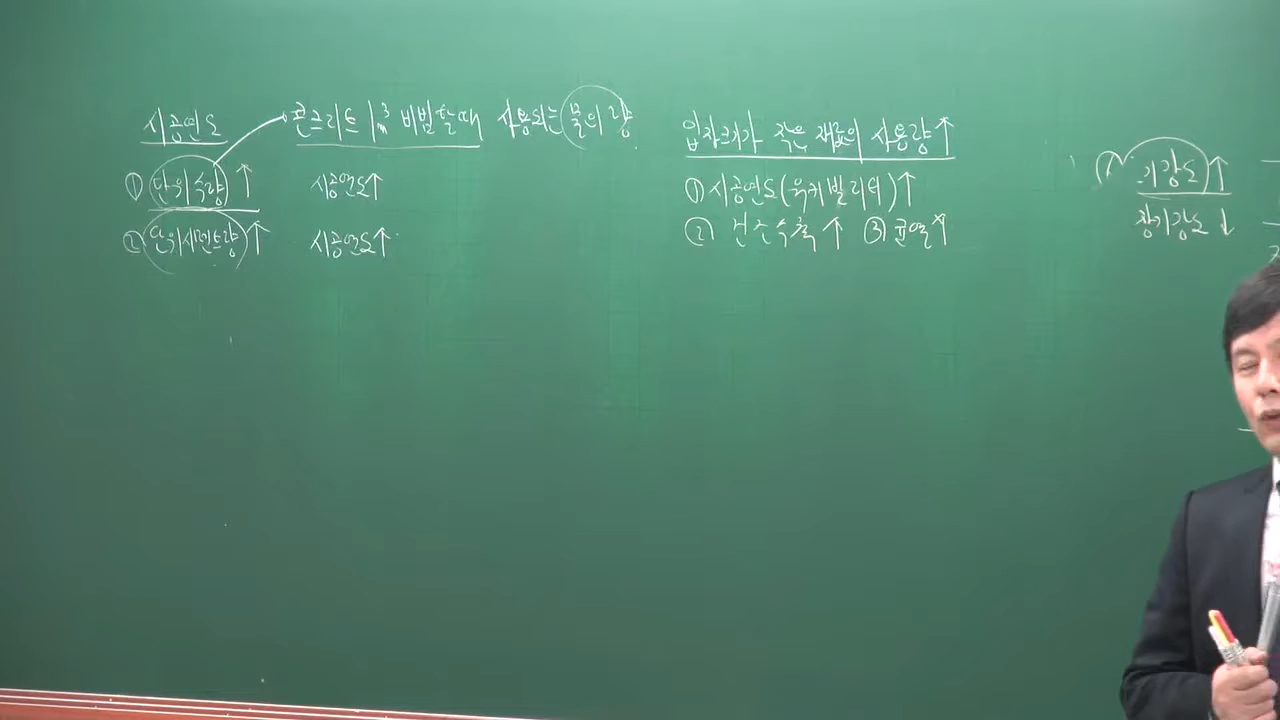 시공연도
콘크리트 1m³ 비빔할때 사용되는 물의 양
① 단위수량 ↑ 시공연도↑
② 단위시멘트량 ↑ 시공연도↑
입자크기가 작은 재료의 사용량↑
① 시공연도(워커빌리티)↑
② 건조수축 ↑ ③ 균열↑
기강도 ↑
장기강도 ↓